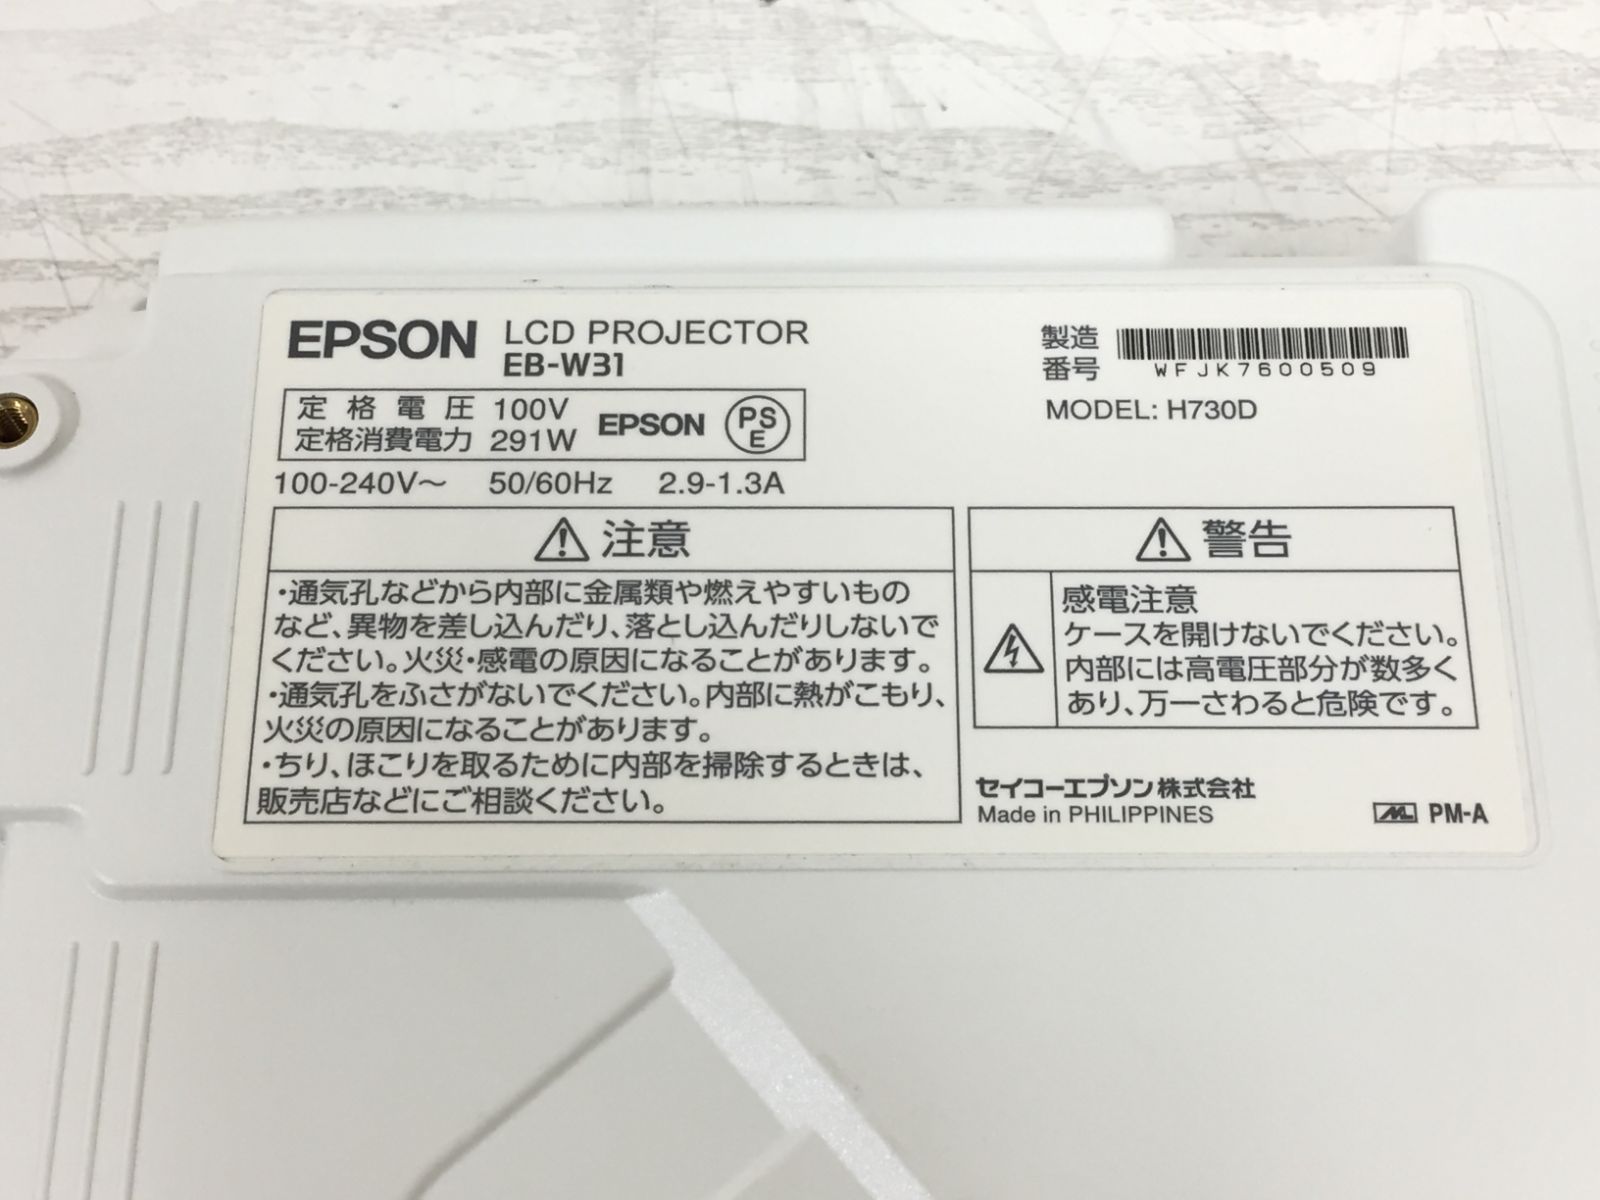 EPSON LCD PROJECTOR
EB-W31
製造
番号
WFJK7600509
MODEL: H730D
定格電圧 100V
定格消費電力 291W
EPSON
PS
E
100-240V～ 50/60Hz 2.9-1.3A
注意
・通気孔などから内部に金属類や燃えやすいもの
など、異物を差し込んだり、落とし込んだりしないで
ください。火災・感電の原因になることがあります。
・通気孔をふさがないでください。内部に熱がこもり、
火災の原因になることがあります。
・ちり、ほこりを取るために内部を掃除するときは、
販売店などにご相談ください。
警告
感電注意
ケースを開けないでください。
内部には高電圧部分が数多く
あり、万一さわると危険です。
セイコーエプソン株式会社
Made in PHILIPPINES
ML PM-A